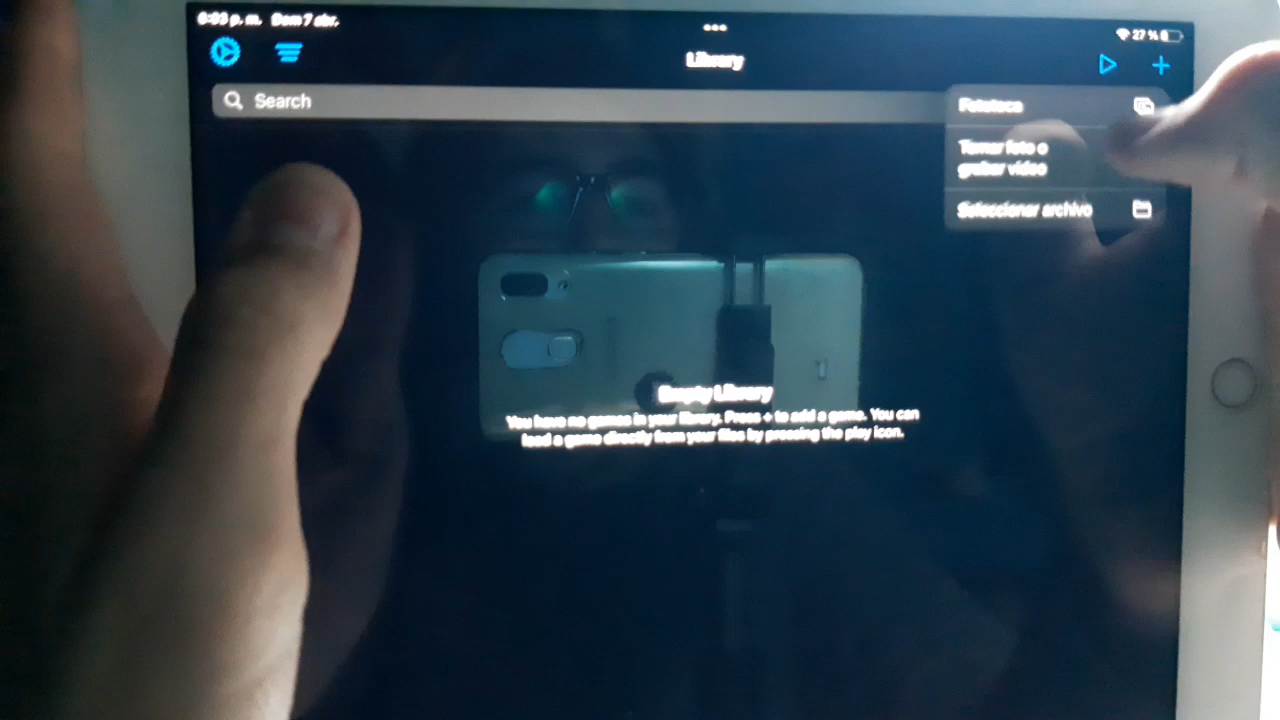 6:03 p. m. Dom 7 abr.
27 %
Library
Search
Fototeca
Tomar foto o
grabar video
Seleccionar archivo
Empty Library
You have no games in your library. Press + to add a game. You can
load a game directly from your files by pressing the play icon.